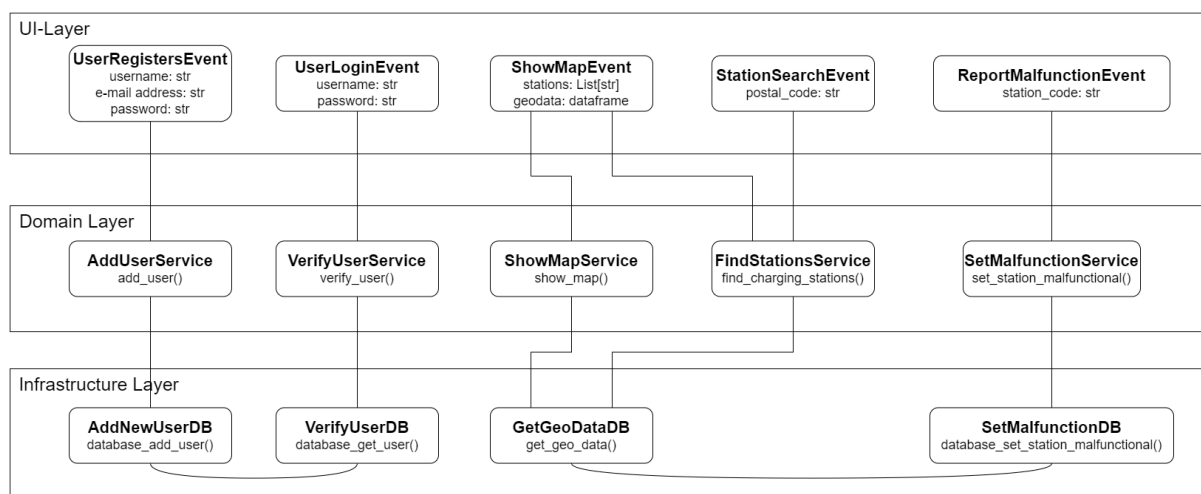 UI-Layer
UserRegistersEvent
username: str
e-mail address: str
password: str
UserLoginEvent
username: str
password: str
ShowMapEvent
stations: List[str]
geodata: dataframe
StationSearchEvent
postal_code: str
ReportMalfunctionEvent
station_code: str
Domain Layer
AddUserService
add_user()
VerifyUserService
verify_user()
ShowMapService
show_map()
FindStationsService
find_charging_stations()
SetMalfunctionService
set_station_malfunctional()
Infrastructure Layer
AddNewUserDB
database_add_user()
VerifyUserDB
database_get_user()
GetGeoDataDB
get_geo_data()
SetMalfunctionDB
database_set_station_malfunctional()